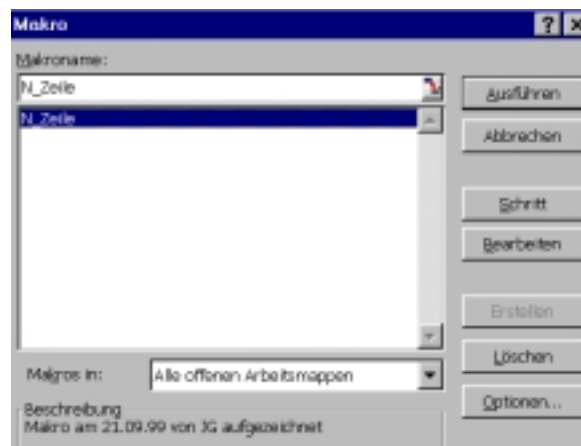 Makro
Makroname:
N_Zeile
N_Zeile
Ausführen
Abbrechen
Schritt
Bearbeiten
Erstellen
Löschen
Optionen...
Makros in:
Alle offenen Arbeitsmappen
Beschreibung
Makro am 21.09.99 von JG aufgezeichnet